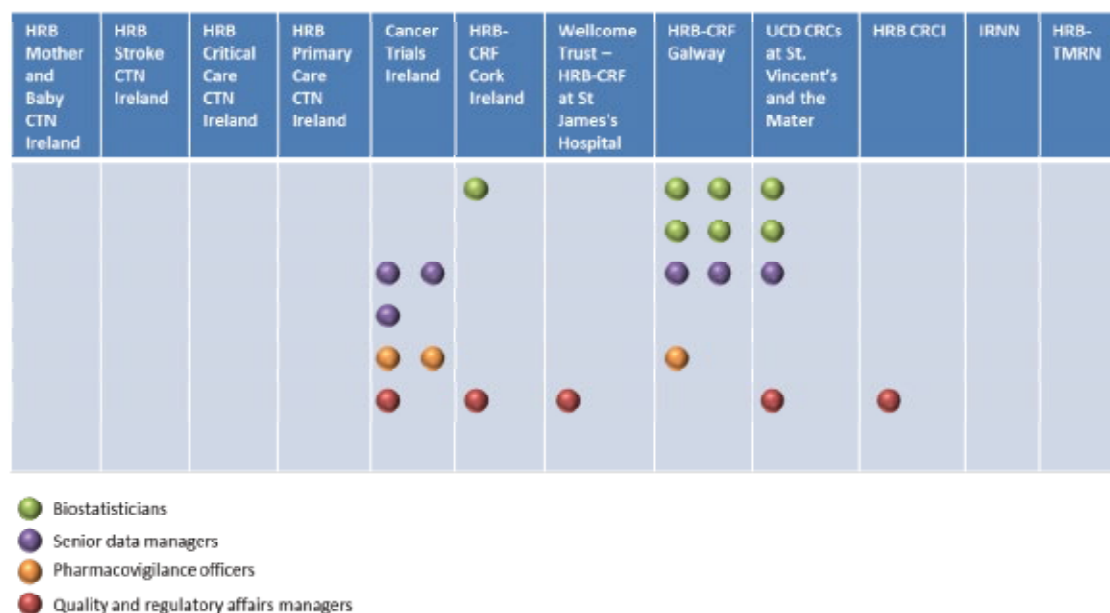 HRB
Mother
and
Baby
CTN
Ireland
HRB
Stroke
CTN
Ireland
HRB
Critical
Care
CTN
Ireland
HRB
Primary
Care
CTN
Ireland
Cancer
Trials
Ireland
HRB-
CRF
Cork
Ireland
Wellcome
Trust –
HRB-CRF
at St
James's
Hospital
HRB-CRF
Galway
UCD CRCs
at St.
Vincent's
and the
Mater
HRB CRCI
IRNN
HRB-
TMRN
Biostatisticians
Senior data managers
Pharmacovigilance officers
Quality and regulatory affairs managers